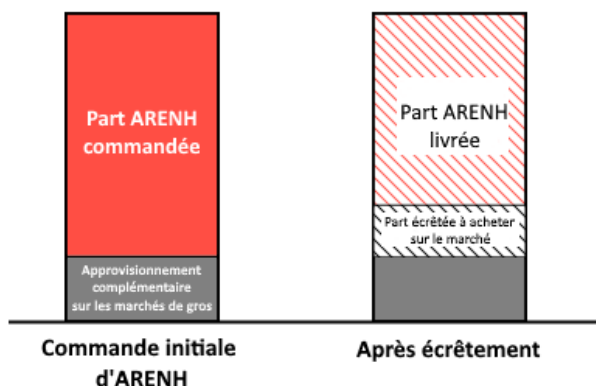 Part ARENH
commandée
Approvisionnement
complémentaire
sur les marchés de gros
Commande initiale
d'ARENH
Part ARENH
livrée
Part écrêtée à acheter
sur le marché
Après écrêtement